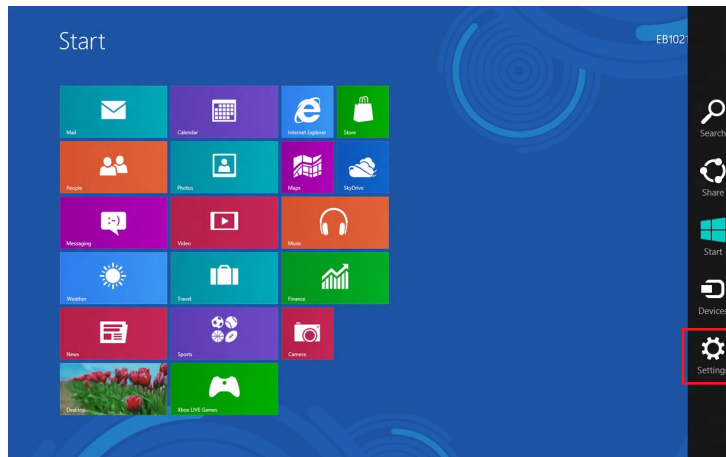 Start
EB1021
Mail
Calendar
Internet Explorer
Store
People
Photos
Maps
SkyDrive
Messaging
:-)
Video
Music
Weather
Travel
Finance
News
Sports
Camera
Desktop
Xbox LIVE Games
Search
Share
Start
Devices
Settings